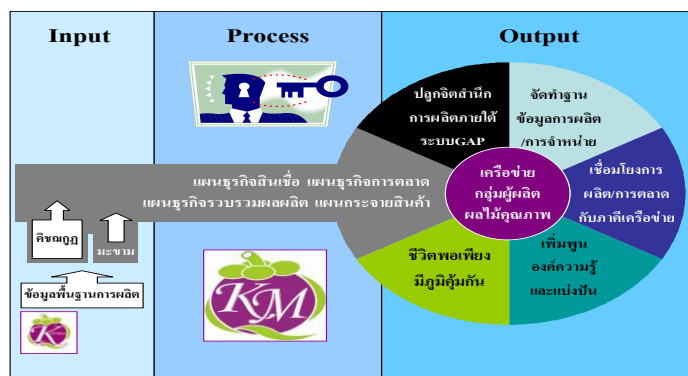 Input
Process
Output
ปลูกจิตสำนึก
การผลิตภายใต้
ระบบGAP
จัดทำฐาน
ข้อมูลการผลิต
/การจำหน่าย
แผนธุรกิจสินเชื่อ แผนธุรกิจการตลาด
แผนธุรกิจรวบรวมผลผลิต แผนกระจายสินค้า
เครือข่าย
กลุ่มผู้ผลิต
ผลไม้คุณภาพ
เชื่อมโยงการ
ผลิต/การตลาด
กับภาคีเครือข่าย
คิชฌกูฏ
มะขาม
ชีวิตพอเพียง
มีภูมิคุ้มกัน
เพิ่มพูน
องค์ความรู้
และแบ่งปัน
ข้อมูลพื้นฐานการผลิต
KM
K